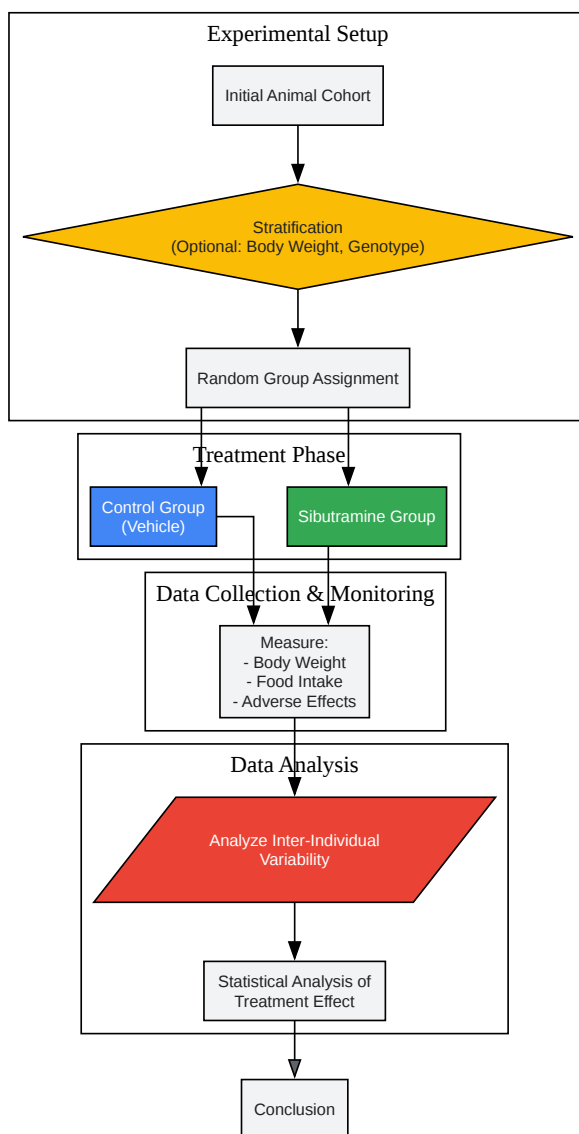 Experimental Setup
Initial Animal Cohort
Stratification
(Optional: Body Weight, Genotype)
Random Group Assignment
Treatment Phase
Control Group
(Vehicle)
Sibutramine Group
Data Collection & Monitoring
Measure:
- Body Weight
- Food Intake
- Adverse Effects
Data Analysis
Analyze Inter-Individual
Variability
Statistical Analysis of
Treatment Effect
Conclusion